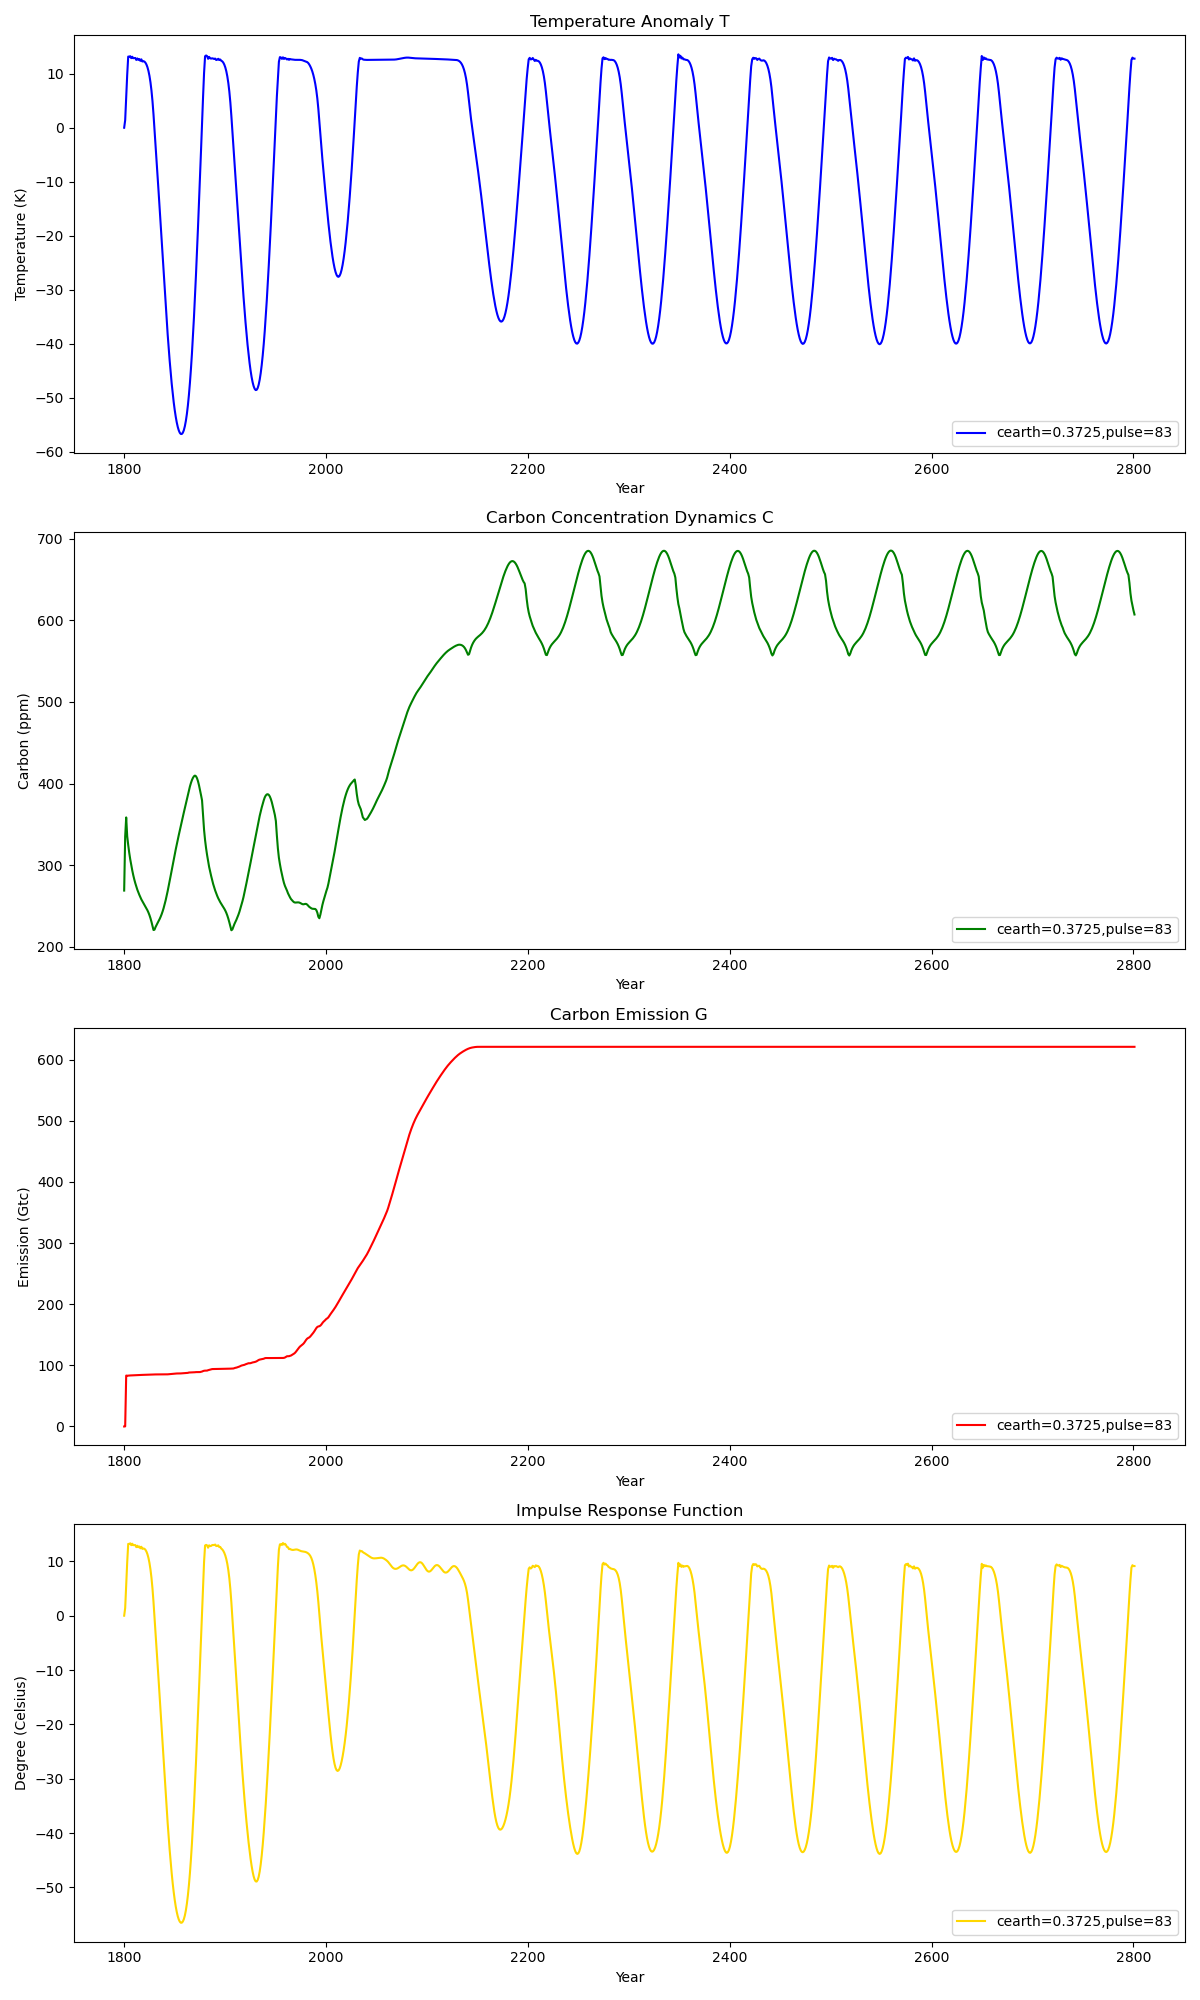 Temperature Anomaly T
10
0
−10
−20
−30
−40
−50
−60
Temperature (K)
cearth=0.3725,pulse=83
1800 2000 2200 2400 2600 2800
Year
Carbon Concentration Dynamics C
700
600
500
400
300
200
Carbon (ppm)
cearth=0.3725,pulse=83
1800 2000 2200 2400 2600 2800
Year
Carbon Emission G
600
500
400
300
200
100
0
Emission (Gtc)
cearth=0.3725,pulse=83
1800 2000 2200 2400 2600 2800
Year
Impulse Response Function
10
0
−10
−20
−30
−40
−50
Degree (Celsius)
cearth=0.3725,pulse=83
1800 2000 2200 2400 2600 2800
Year